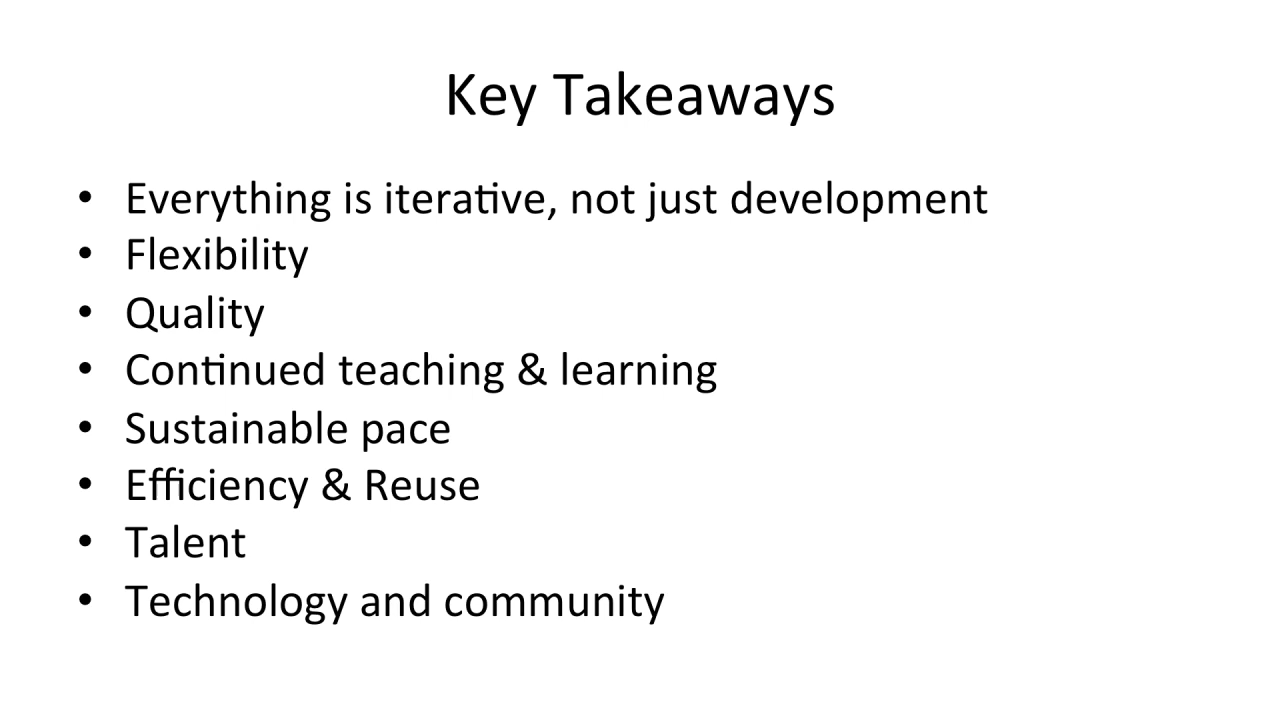 Key Takeaways
• Everything is iterative, not just development
• Flexibility
• Quality
• Continued teaching & learning
• Sustainable pace
• Efficiency & Reuse
• Talent
• Technology and community